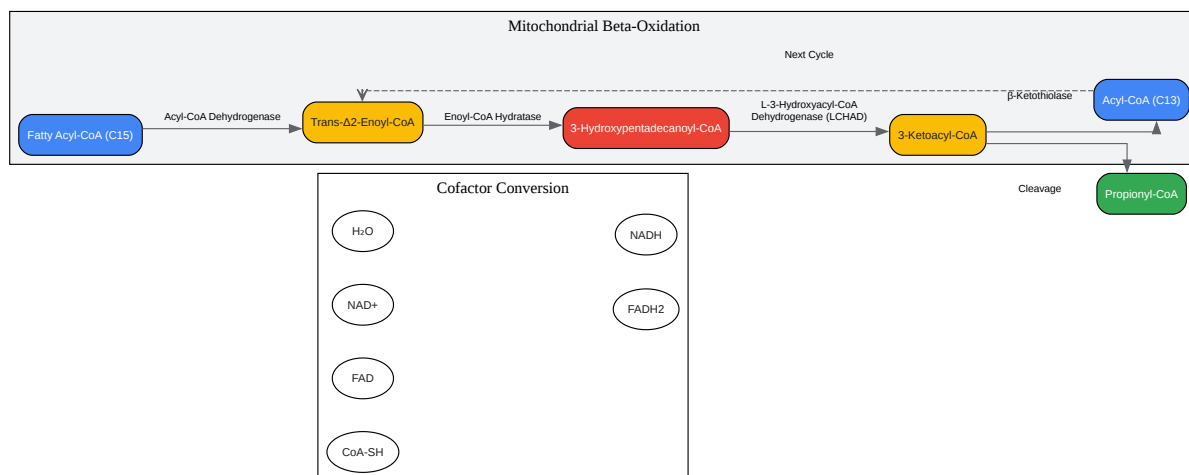 Mitochondrial Beta-Oxidation
Next Cycle
Fatty Acyl-CoA (C15)
Acyl-CoA Dehydrogenase
Trans-Δ2-Enoyl-CoA
Enoyl-CoA Hydratase
3-Hydroxypentadecanoyl-CoA
L-3-Hydroxyacyl-CoA
Dehydrogenase (LCHAD)
3-Ketoacyl-CoA
β-Ketothiolase
Acyl-CoA (C13)
Cleavage
Propionyl-CoA
Cofactor Conversion
H₂O
NADH
NAD+
FADH2
FAD
CoA-SH